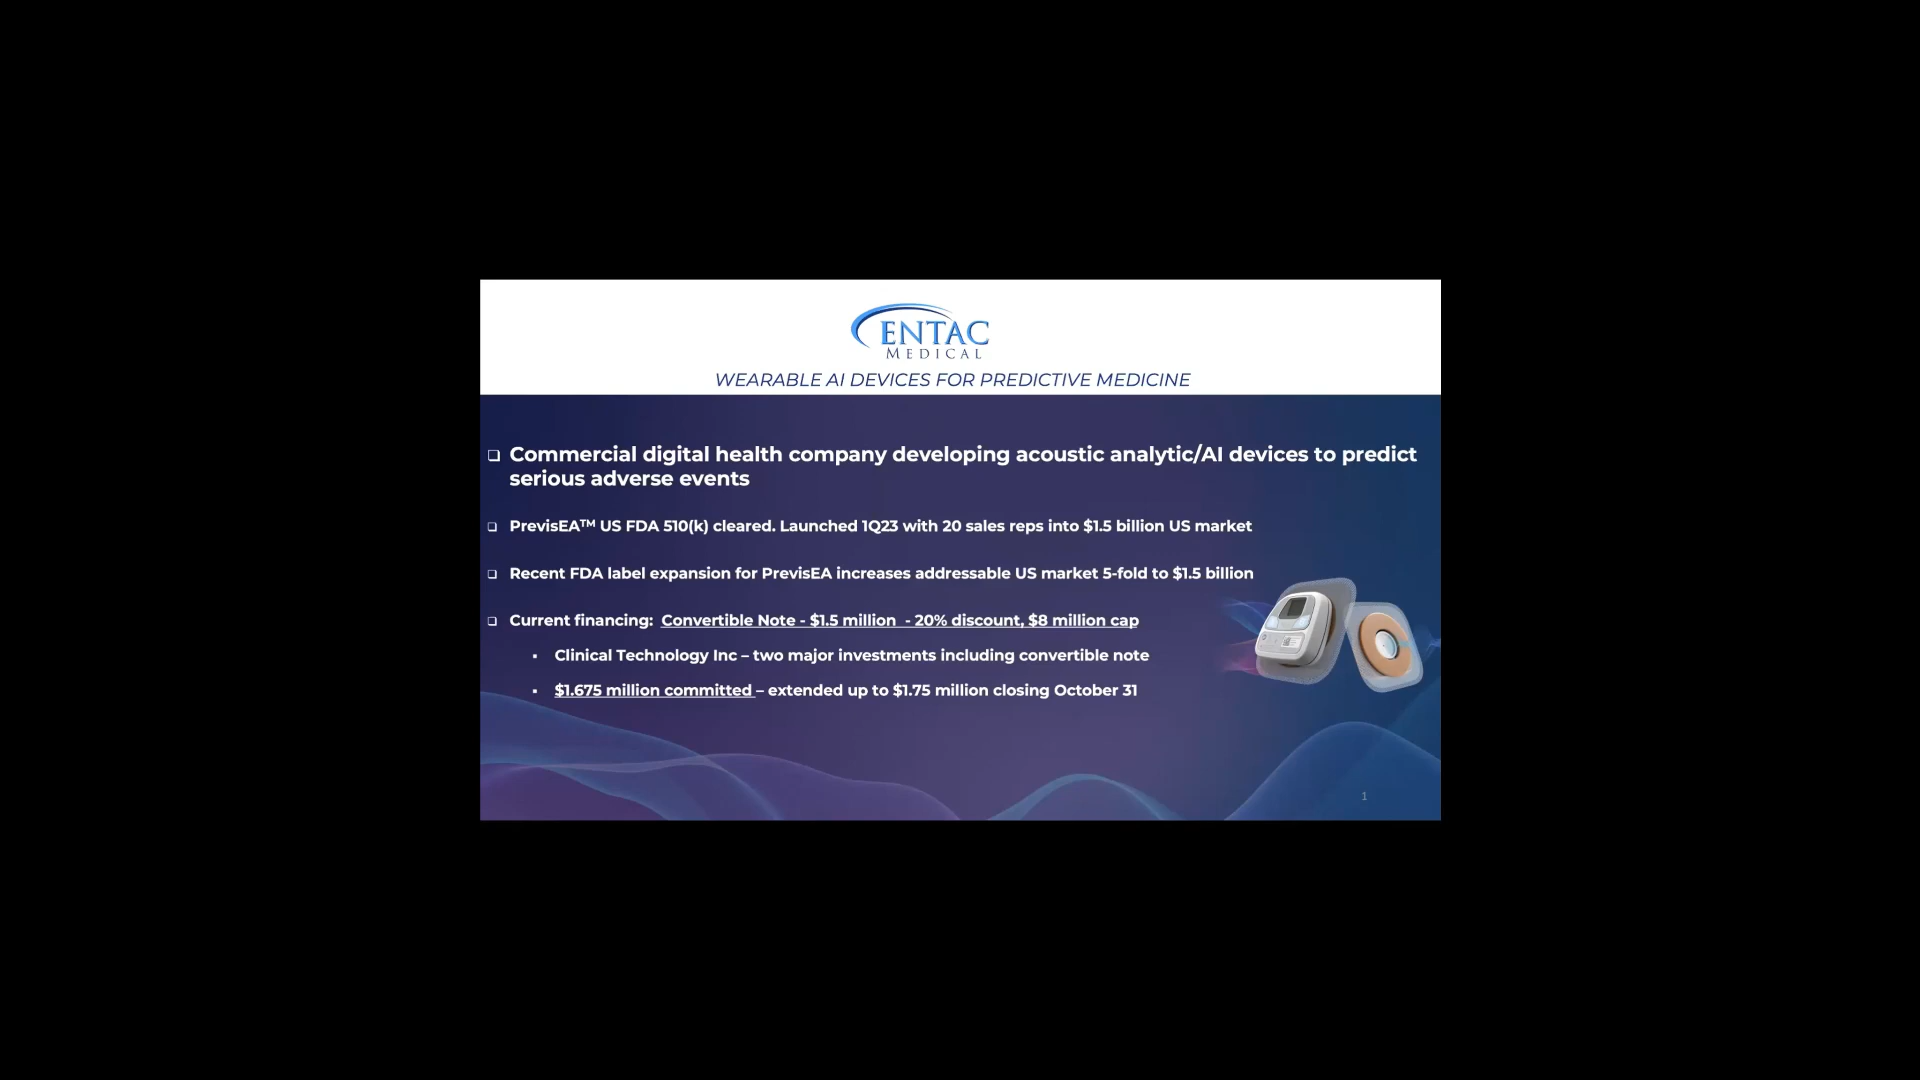 ENTAC
MEDICAL
WEARABLE AI DEVICES FOR PREDICTIVE MEDICINE
❑ Commercial digital health company developing acoustic analytic/AI devices to predict
serious adverse events
❑ PrevisEA™ US FDA 510(k) cleared. Launched 1Q23 with 20 sales reps into $1.5 billion US market
❑ Recent FDA label expansion for PrevisEA increases addressable US market 5-fold to $1.5 billion
❑ Current financing: Convertible Note - $1.5 million - 20% discount, $8 million cap
▪ Clinical Technology Inc – two major investments including convertible note
▪ $1.675 million committed – extended up to $1.75 million closing October 31
1